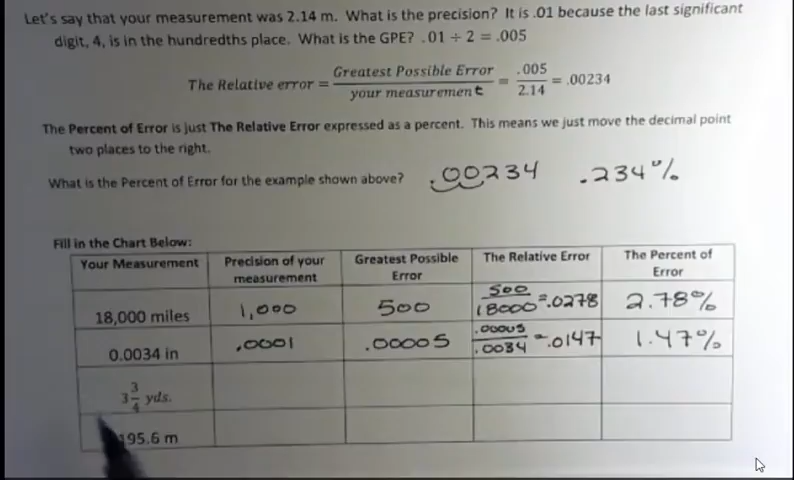 Let's say that your measurement was 2.14 m. What is the precision? It is .01 because the last significant
digit, 4, is in the hundredths place. What is the GPE? .01 ÷ 2 = .005
The Relative error = Greatest Possible Error / your measurement = .005 / 2.14 = .00234
The Percent of Error is just The Relative Error expressed as a percent. This means we just move the decimal point
two places to the right.
What is the Percent of Error for the example shown above? .00234 .234%
Fill in the Chart Below:
Your Measurement Precision of your measurement Greatest Possible Error The Relative Error The Percent of Error
18,000 miles 1,000 500 500 / 18000 = .0278 2.78%
0.0034 in .0001 .00005 .00005 / .0034 = .0147 1.47%
3 3/4 yds.
195.6 m